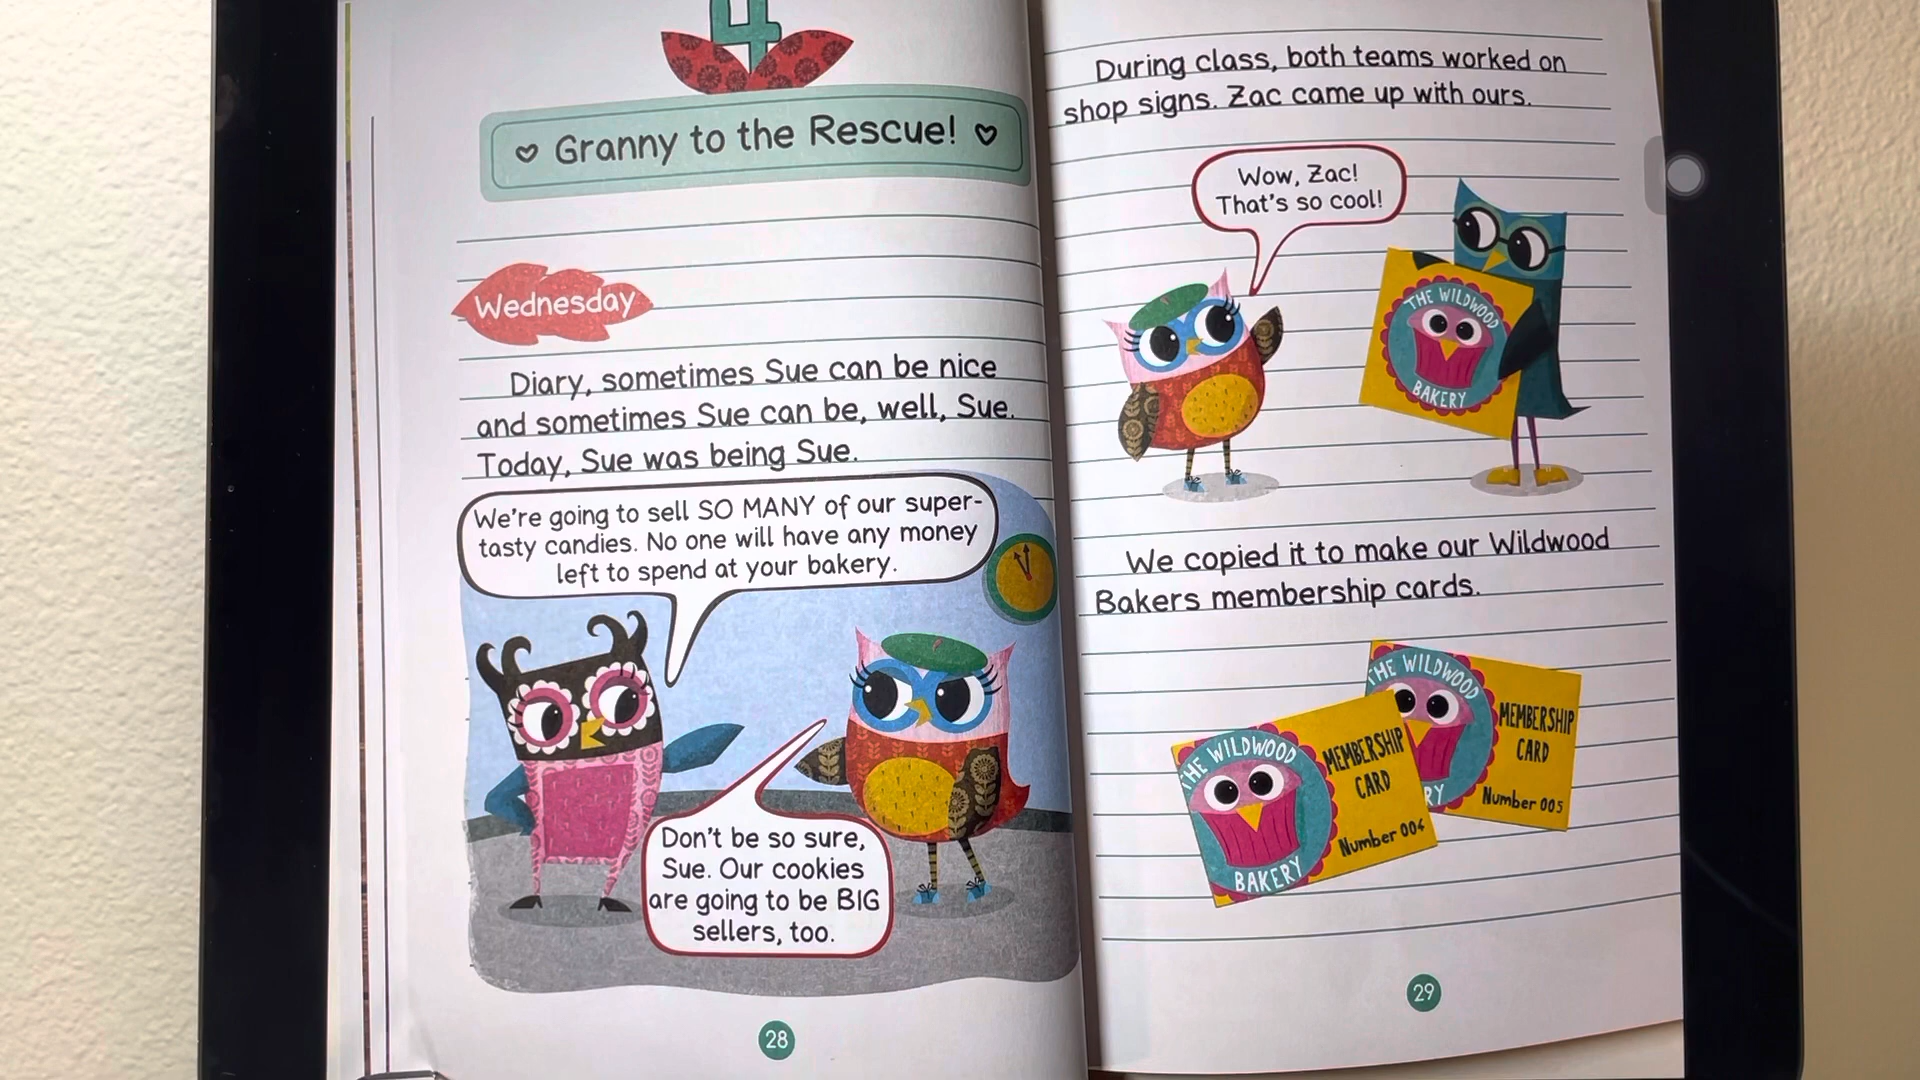 4
Granny to the Rescue!
Wednesday
Diary, sometimes Sue can be nice
and sometimes Sue can be, well, Sue.
Today, Sue was being Sue.
We're going to sell SO MANY of our super-
tasty candies. No one will have any money
left to spend at your bakery.
Don't be so sure,
Sue. Our cookies
are going to be BIG
sellers, too.
28
During class, both teams worked on
shop signs. Zac came up with ours.
Wow, Zac!
That's so cool!
THE WILDWOOD
BAKERY
We copied it to make our Wildwood
Bakers membership cards.
THE WILDWOOD
BAKERY
MEMBERSHIP
CARD
Number 004
THE WILDWOOD
RY
MEMBERSHIP
CARD
Number 005
29